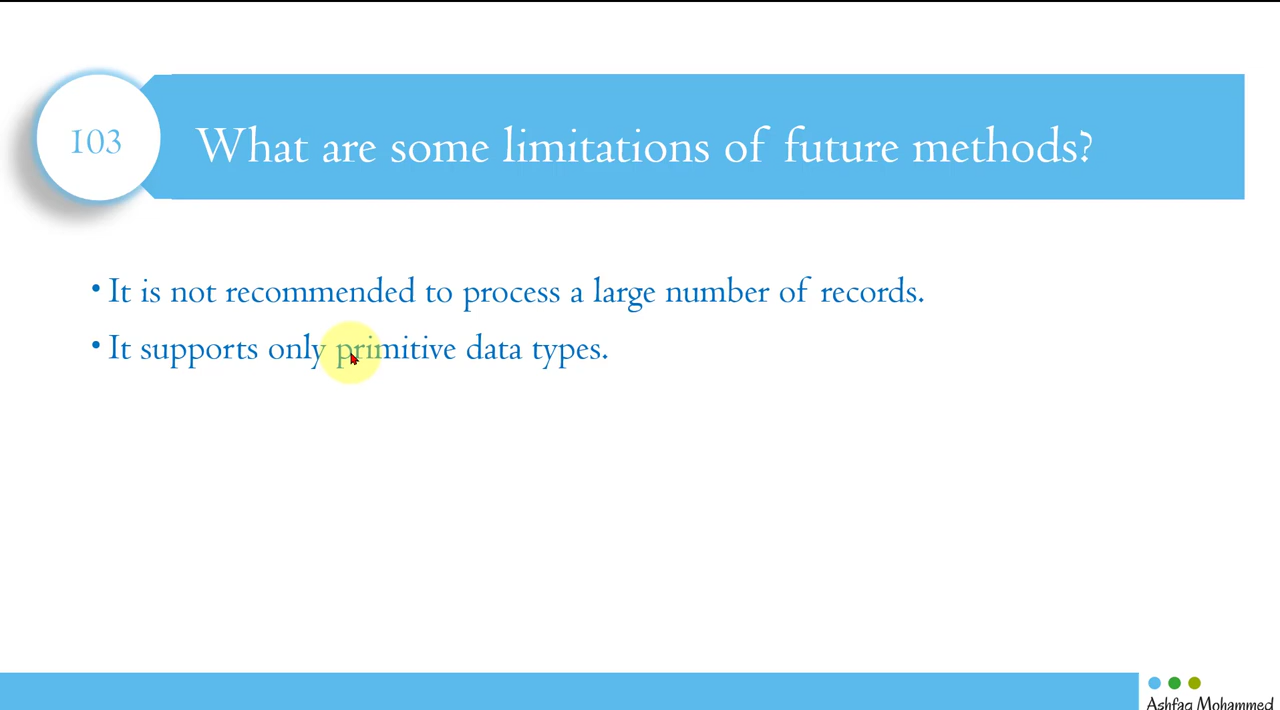 103
What are some limitations of future methods?
• It is not recommended to process a large number of records.
• It supports only primitive data types.
Ashfaq Mohammed